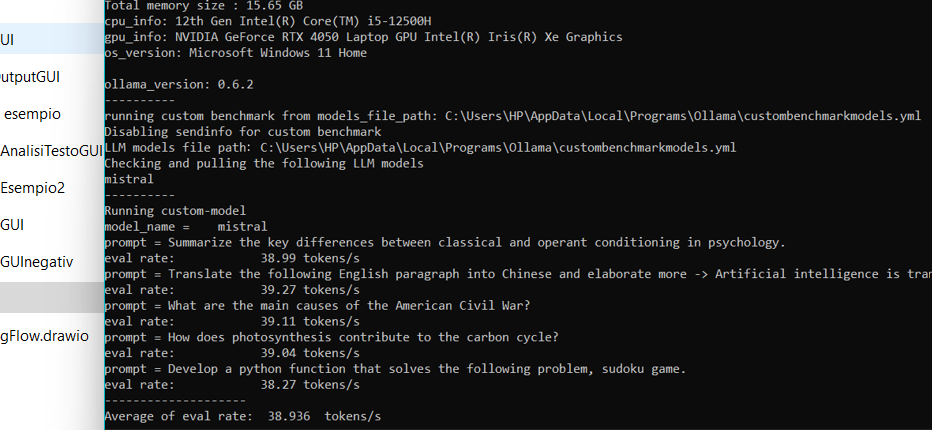 UI
utputGUI
esempio
AnalisiTestoGUI
Esempio2
GUI
GUInegativ
gFlow.drawio
Total memory size : 15.65 GB
cpu_info: 12th Gen Intel(R) Core(TM) i5-12500H
gpu_info: NVIDIA GeForce RTX 4050 Laptop GPU Intel(R) Iris(R) Xe Graphics
os_version: Microsoft Windows 11 Home
ollama_version: 0.6.2
----------
running custom benchmark from models_file_path: C:\Users\HP\AppData\Local\Programs\Ollama\custombenchmarkmodels.yml
Disabling sendinfo for custom benchmark
LLM models file path: C:\Users\HP\AppData\Local\Programs\Ollama\custombenchmarkmodels.yml
Checking and pulling the following LLM models
mistral
----------
Running custom-model
model_name =    mistral
prompt = Summarize the key differences between classical and operant conditioning in psychology.
eval rate:            38.99 tokens/s
prompt = Translate the following English paragraph into Chinese and elaborate more -> Artificial intelligence is tran
eval rate:            39.27 tokens/s
prompt = What are the main causes of the American Civil War?
eval rate:            39.11 tokens/s
prompt = How does photosynthesis contribute to the carbon cycle?
eval rate:            39.04 tokens/s
prompt = Develop a python function that solves the following problem, sudoku game.
eval rate:            38.27 tokens/s
--------------------
Average of eval rate:  38.936  tokens/s